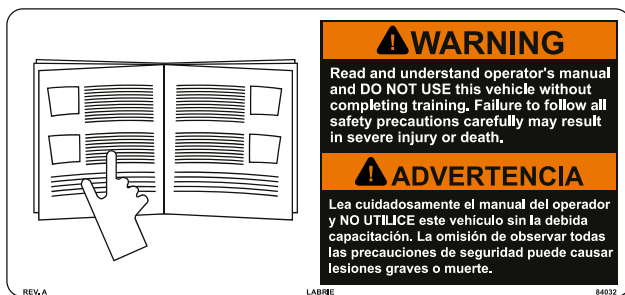 WARNING
Read and understand operator's manual
and DO NOT USE this vehicle without
completing training. Failure to follow all
safety precautions carefully may result
in severe injury or death.
ADVERTENCIA
Lea cuidadosamente el manual del operador
y NO UTILICE este vehículo sin la debida
capacitación. La omisión de observar todas
las precauciones de seguridad puede causar
lesiones graves o muerte.
REV. A LABRIE 84032